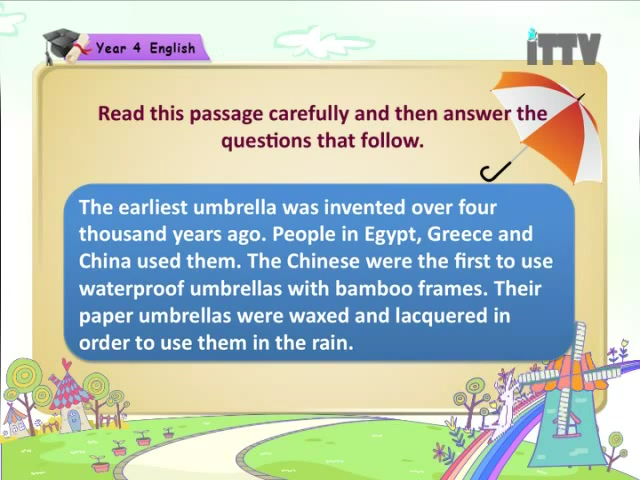 Year 4 English
iTTV
Read this passage carefully and then answer the
questions that follow.
The earliest umbrella was invented over four
thousand years ago. People in Egypt, Greece and
China used them. The Chinese were the first to use
waterproof umbrellas with bamboo frames. Their
paper umbrellas were waxed and lacquered in
order to use them in the rain.